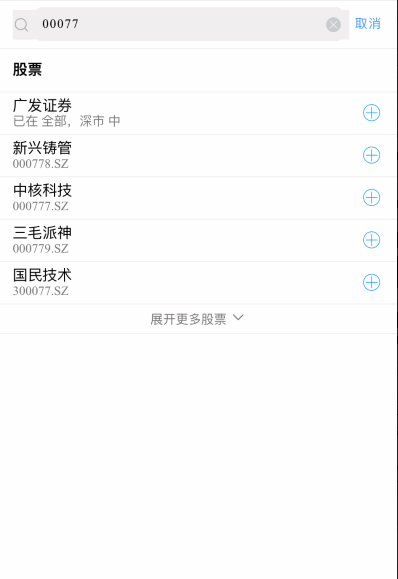 00077 取消
股票
广发证券
已在 全部，深市 中
新兴铸管
000778.SZ
中核科技
000777.SZ
三毛派神
000779.SZ
国民技术
300077.SZ
展开更多股票